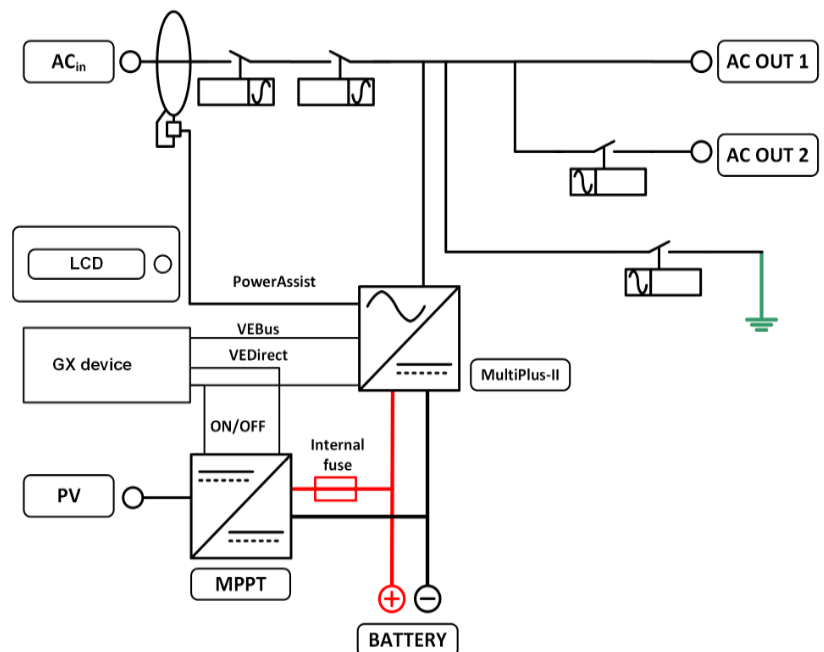 ACin
AC OUT 1
AC OUT 2
LCD
PowerAssist
VEBus
GX device
VEDirect
MultiPlus-II
ON/OFF
Internal
fuse
PV
MPPT
+
−
BATTERY